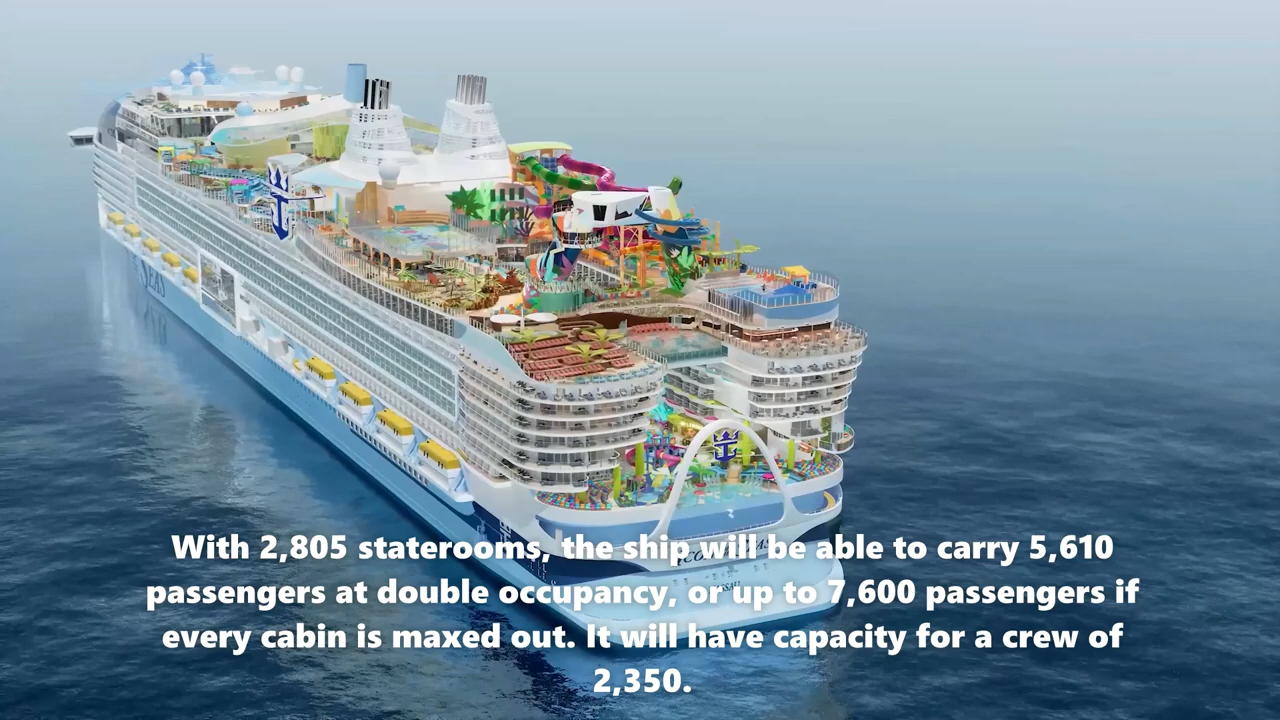 SEAS
With 2,805 staterooms, the ship will be able to carry 5,610
passengers at double occupancy, or up to 7,600 passengers if
every cabin is maxed out. It will have capacity for a crew of
2,350.